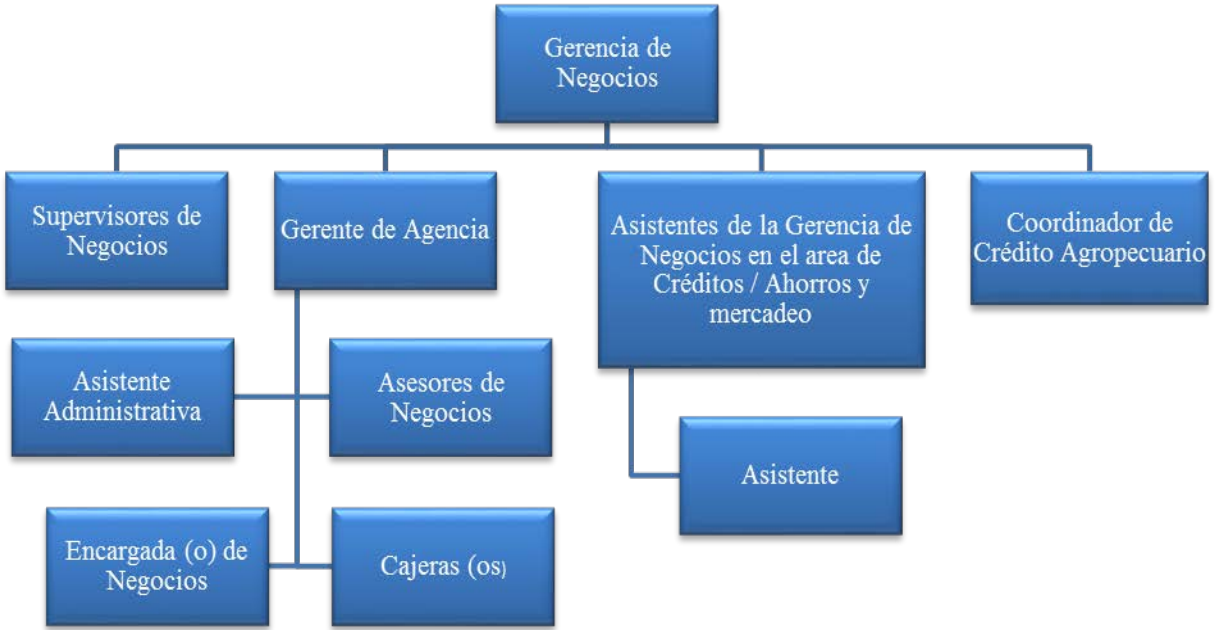 Gerencia de
Negocios
Supervisores de
Negocios
Gerente de Agencia
Asistentes de la Gerencia de
Negocios en el area de
Créditos / Ahorros y
mercadeo
Coordinador de
Crédito Agropecuario
Asistente
Administrativa
Asesores de
Negocios
Asistente
Encargada (o) de
Negocios
Cajeras (os)